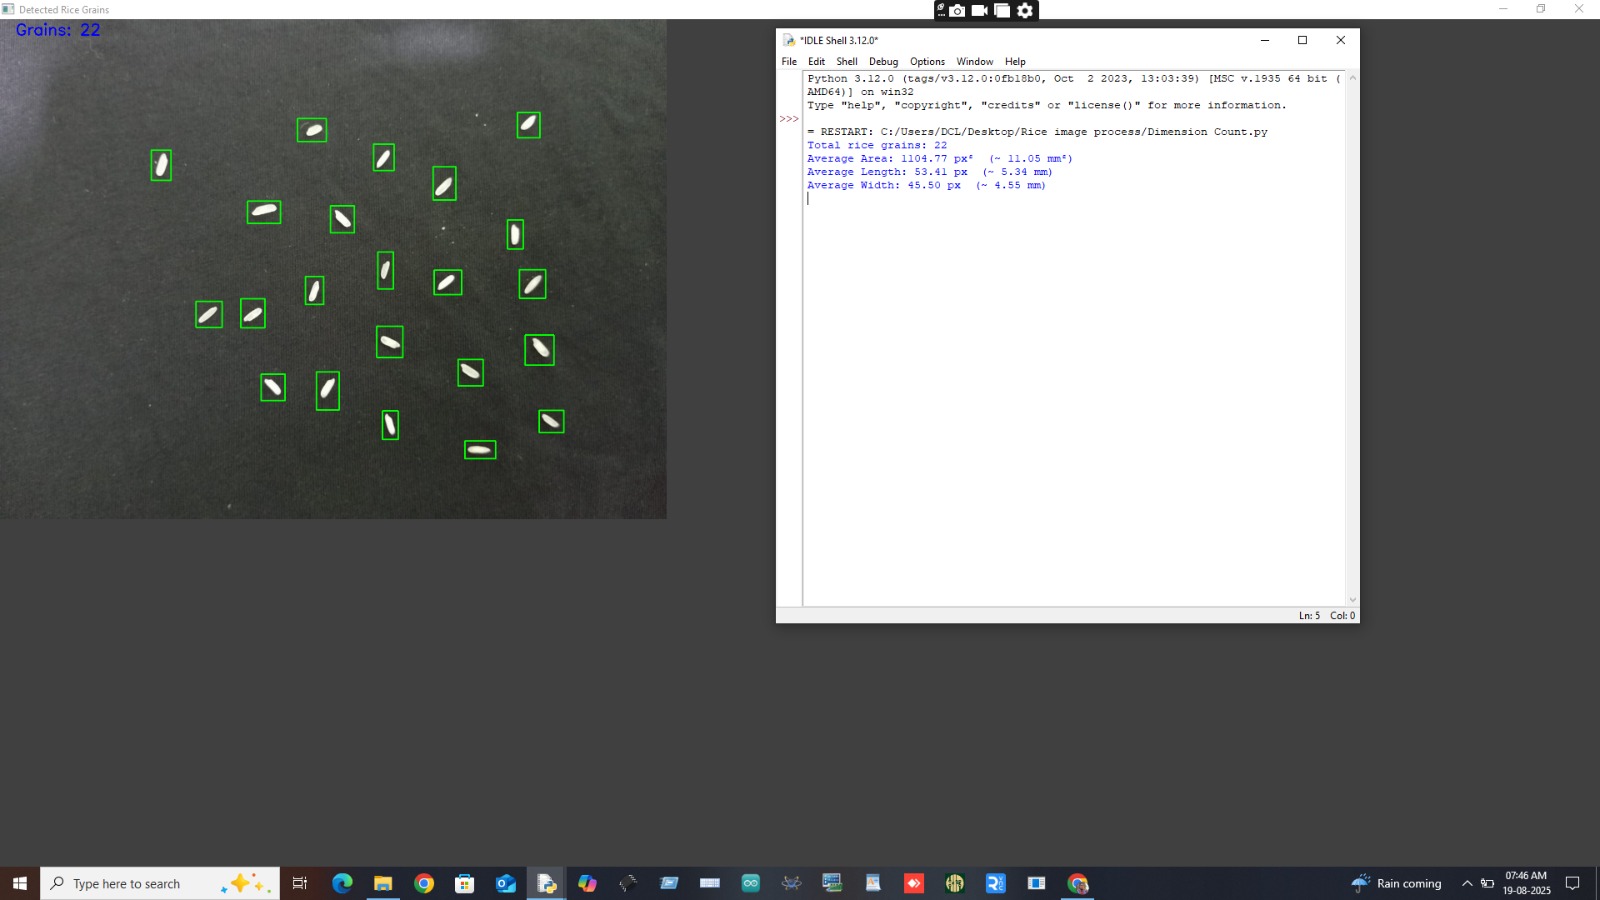 Detected Rice Grains
Grains: 22
*IDLE Shell 3.12.0*
File Edit Shell Debug Options Window Help
Python 3.12.0 (tags/v3.12.0:0fb18b0, Oct  2 2023, 13:03:39) [MSC v.1935 64 bit (
AMD64)] on win32
Type "help", "copyright", "credits" or "license()" for more information.
>>>
= RESTART: C:/Users/DCL/Desktop/Rice image process/Dimension Count.py
Total rice grains: 22
Average Area: 1104.77 px²  (~ 11.05 mm²)
Average Length: 53.41 px  (~ 5.34 mm)
Average Width: 45.50 px  (~ 4.55 mm)
Ln: 5 Col: 0
Type here to search
Rain coming
07:46 AM
19-08-2025